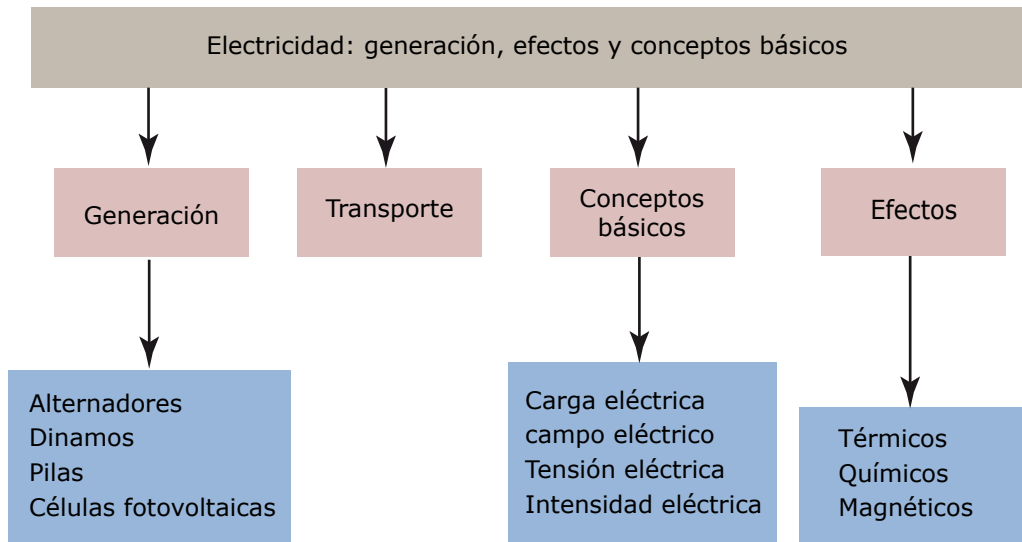 Electricidad: generación, efectos y conceptos básicos
Generación
Transporte
Conceptos
básicos
Efectos
Alternadores
Dinamos
Pilas
Células fotovoltaicas
Carga eléctrica
campo eléctrico
Tensión eléctrica
Intensidad eléctrica
Térmicos
Químicos
Magnéticos